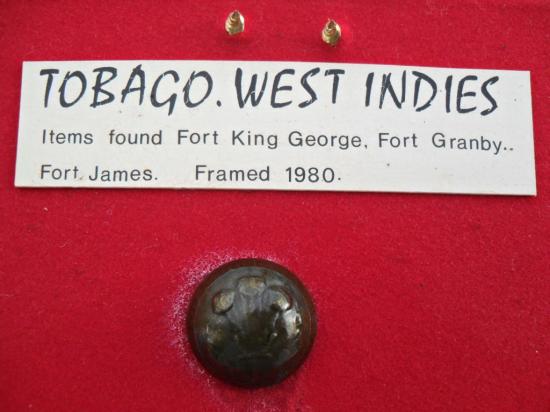 TOBAGO. WEST INDIES
Items found Fort King George, Fort Granby..
Fort James. Framed 1980.